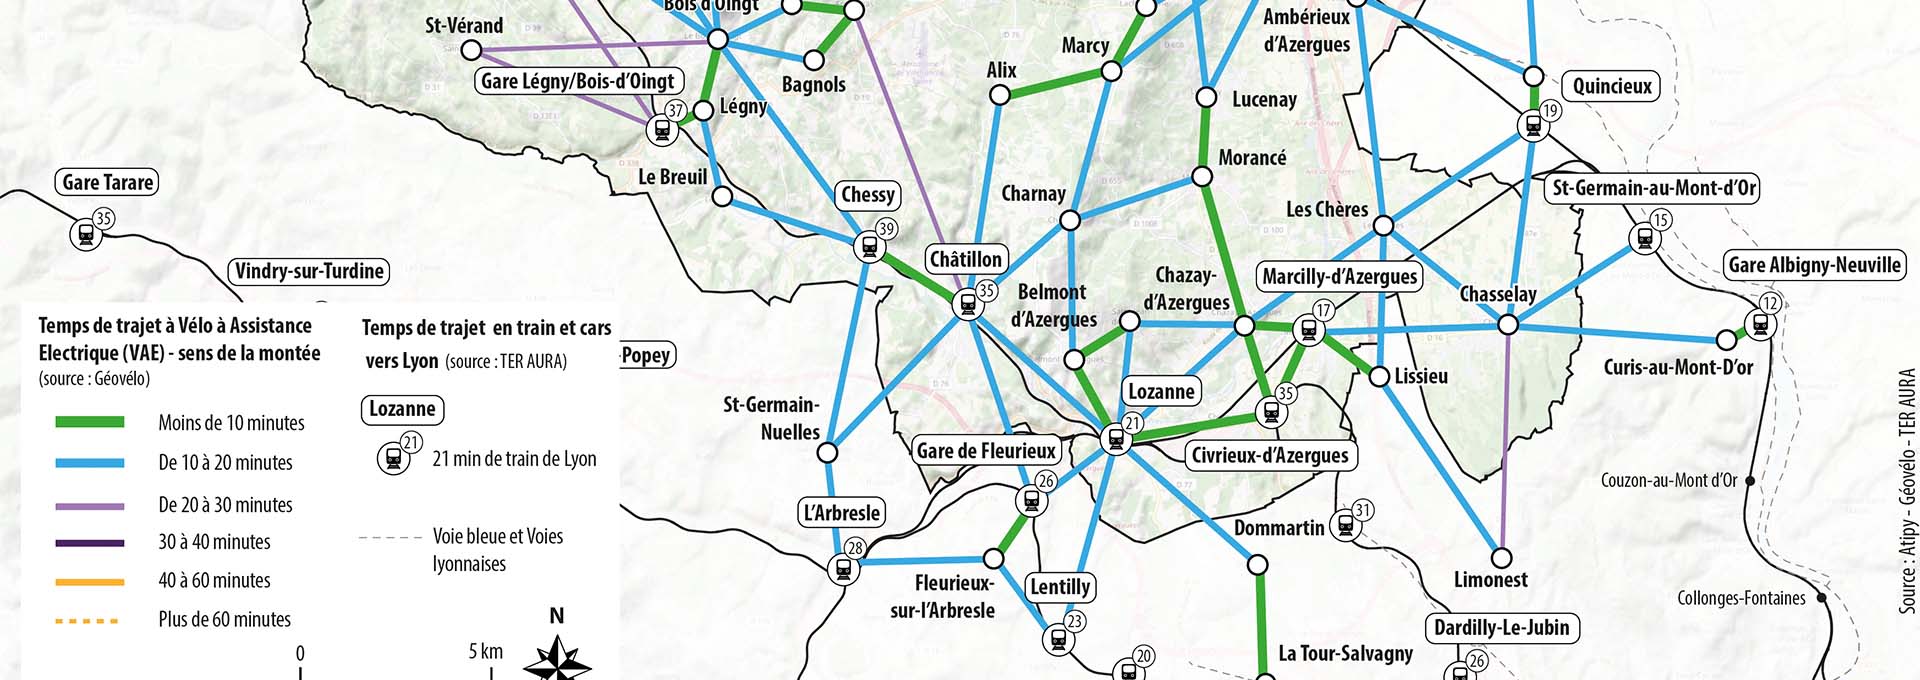 Bois d'Oingt
St-Vérand
Gare Légny/Bois-d'Oingt
37
Légny
Bagnols
Alix
Marcy
Ambérieux
d'Azergues
Lucenay
Quincieux
19
Morancé
Le Breuil
Gare Tarare
35
Chessy
39
Charnay
Les Chères
St-Germain-au-Mont-d'Or
15
Vindry-sur-Turdine
Châtillon
35
Belmont
d'Azergues
Chazay-
d'Azergues
Marcilly-d'Azergues
17
Chasselay
Gare Albigny-Neuville
12
Curis-au-Mont-D'or
-Popey
Lissieu
Lozanne
21
35
Civrieux-d'Azergues
St-Germain-
Nuelles
Gare de Fleurieux
26
L'Arbresle
28
Fleurieux-
sur-l'Arbresle
Lentilly
23
20
Dommartin
31
La Tour-Salvagny
Limonest
Dardilly-Le-Jubin
26
Couzon-au-Mont d'Or
Collonges-Fontaines
Temps de trajet à Vélo à Assistance
Electrique (VAE) - sens de la montée
(source : Géovélo)
Moins de 10 minutes
De 10 à 20 minutes
De 20 à 30 minutes
30 à 40 minutes
40 à 60 minutes
Plus de 60 minutes
Temps de trajet en train et cars
vers Lyon (source : TER AURA)
Lozanne
21
21 min de train de Lyon
Voie bleue et Voies
lyonnaises
0
5 km
N
Source : Atipy - Géovélo - TER AURA